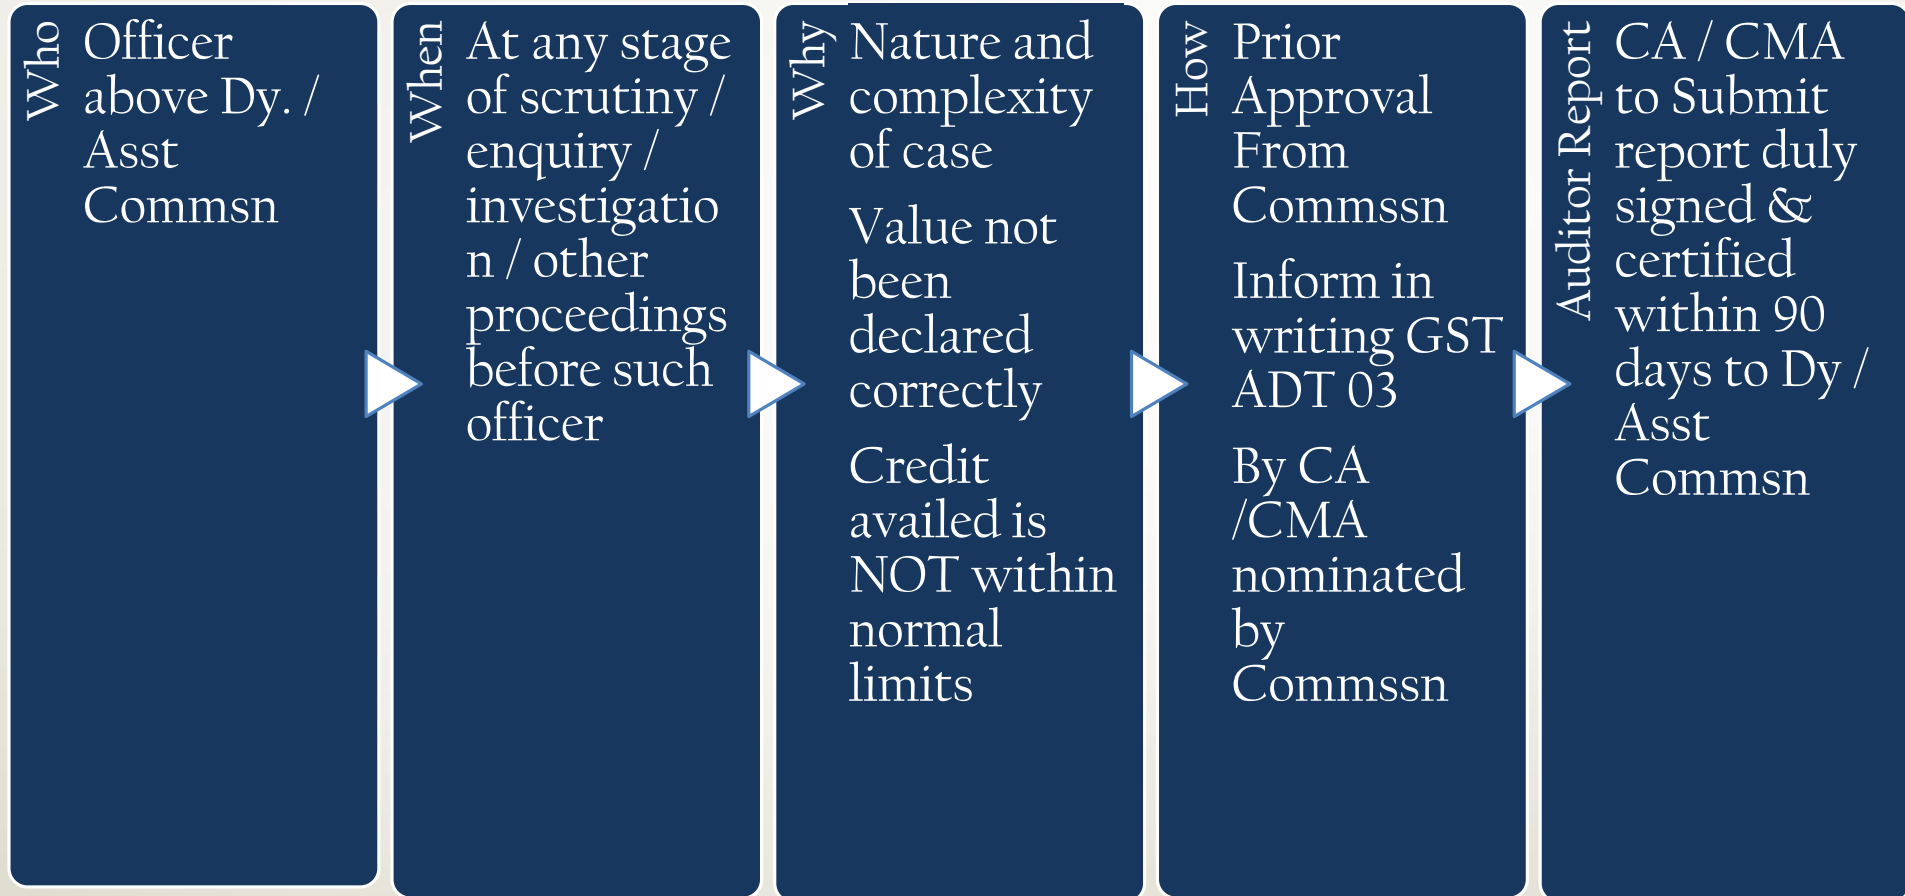 Who
Officer
above Dy. /
Asst
Commsn
When
At any stage
of scrutiny /
enquiry /
investigatio
n / other
proceedings
before such
officer
Why
Nature and
complexity
of case
Value not
been
declared
correctly
Credit
availed is
NOT within
normal
limits
How
Prior
Approval
From
Commssn
Inform in
writing GST
ADT 03
By CA
/CMA
nominated
by
Commssn
Auditor Report
CA / CMA
to Submit
report duly
signed &
certified
within 90
days to Dy /
Asst
Commsn